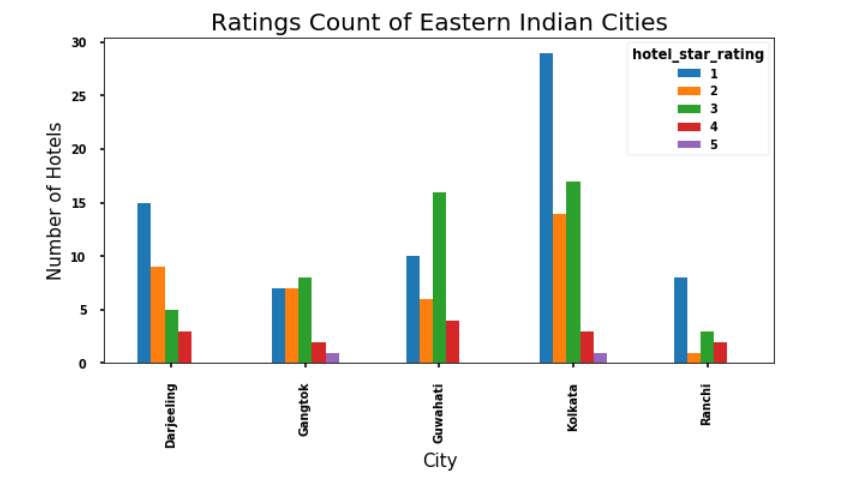 Ratings Count of Eastern Indian Cities
hotel_star_rating
1
2
3
4
5
Number of Hotels
30
25
20
15
10
5
0
Darjeeling
Gangtok
Guwahati
Kolkata
Ranchi
City